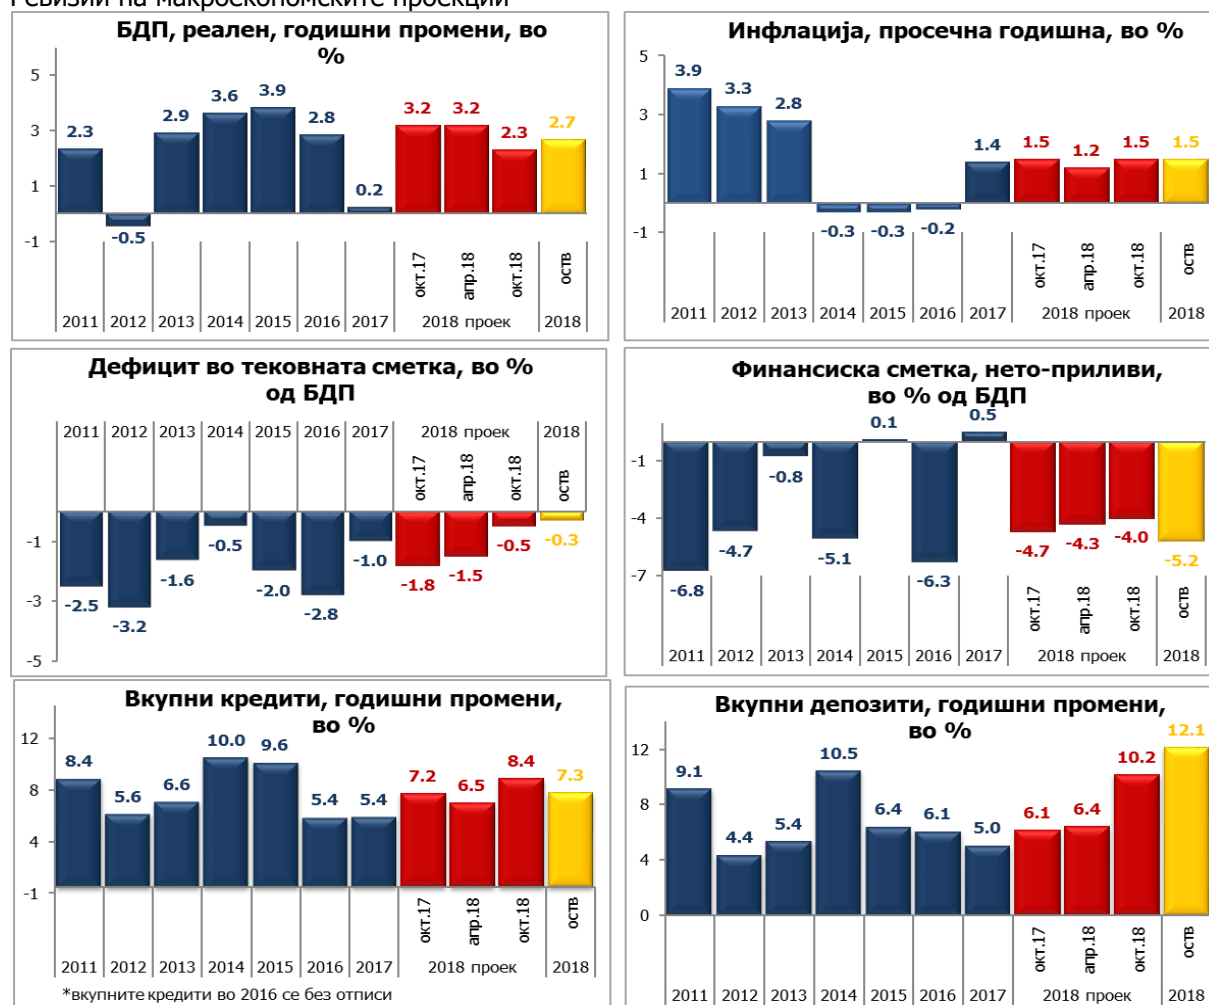 Ревизии на макроекономските проекции
БДП, реален, годишни промени, во
%
5
3
1
-1
2.3
-0.5
2.9
3.6
3.9
2.8
0.2
3.2
3.2
2.3
2.7
окт.17
апр.18
окт.18
оств
2011 2012 2013 2014 2015 2016 2017 2018 проек 2018
Инфлација, просечна годишна, во %
5
3
1
-1
3.9
3.3
2.8
-0.3
-0.3
-0.2
1.4
1.5
1.2
1.5
1.5
окт.17
апр.18
окт.18
оств
2011 2012 2013 2014 2015 2016 2017 2018 проек 2018
Дефицит во тековната сметка, во %
од БДП
2011 2012 2013 2014 2015 2016 2017 2018 проек 2018
окт.17
апр.18
окт.18
оств
-1
-3
-5
-2.5
-3.2
-1.6
-0.5
-2.0
-2.8
-1.0
-1.8
-1.5
-0.5
-0.3
Финансиска сметка, нето-приливи,
во % од БДП
-1
-4
-7
-6.8
-4.7
-0.8
-5.1
0.1
-6.3
0.5
-4.7
-4.3
-4.0
-5.2
окт.17
апр.18
окт.18
оств
2011 2012 2013 2014 2015 2016 2017 2018 проек 2018
Вкупни кредити, годишни промени,
во %
12
8
4
-1
8.4
5.6
6.6
10.0
9.6
5.4
5.4
7.2
6.5
8.4
7.3
окт.17
апр.18
окт.18
оств
2011 2012 2013 2014 2015 2016 2017 2018 проек 2018
*вкупните кредити во 2016 се без отписи
Вкупни депозити, годишни промени,
во %
12
8
4
0
9.1
4.4
5.4
10.5
6.4
6.1
5.0
6.1
6.4
10.2
12.1
окт.17
апр.18
окт.18
оств
2011 2012 2013 2014 2015 2016 2017 2018 проек 2018